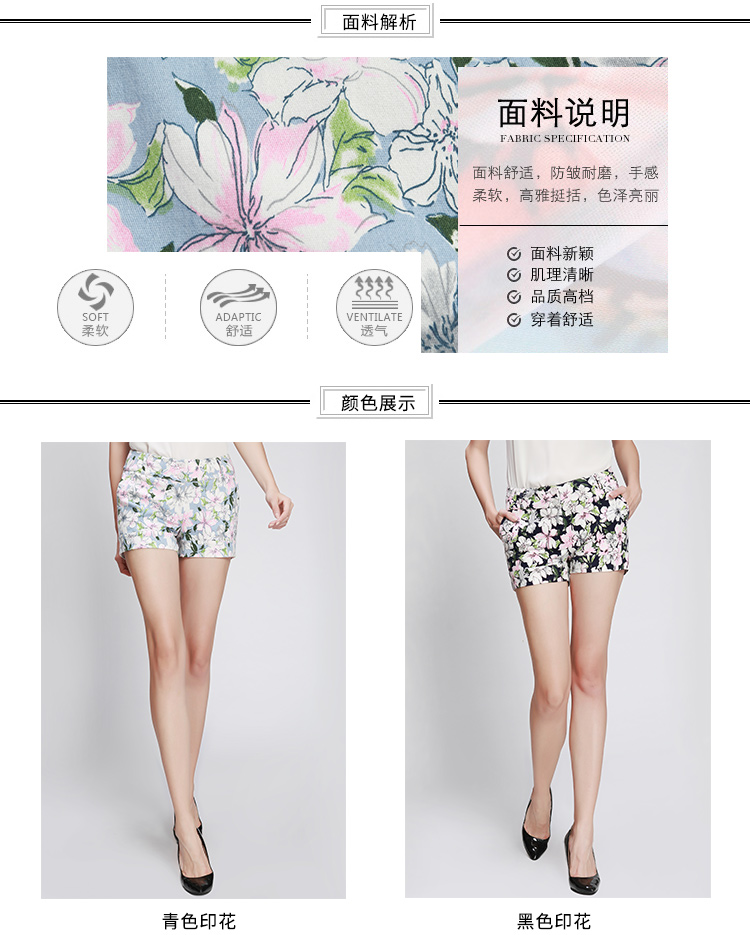 面料解析
面料说明
FABRIC SPECIFICATION
面料舒适，防皱耐磨，手感
柔软，高雅挺括，色泽亮丽
面料新颖
肌理清晰
品质高档
穿着舒适
SOFT
柔软
ADAPTIC
舒适
VENTILATE
透气
颜色展示
青色印花
黑色印花